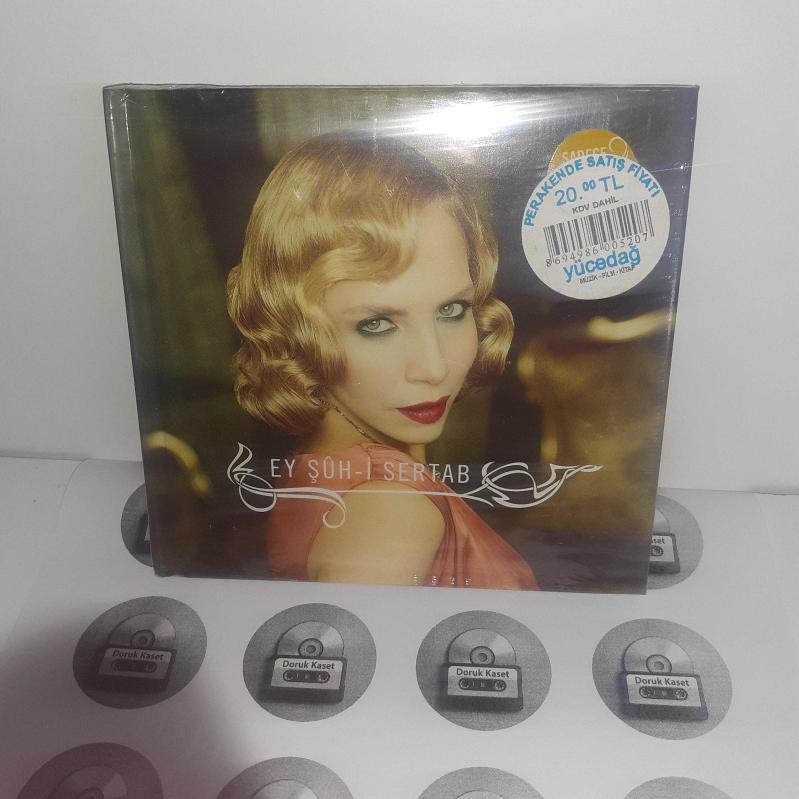 SADECE
PERAKENDE SATIŞ FİYATI
20.00 TL
KDV DAHİL
8694986005207
yücedağ
MÜZİK • FİLM • KİTAP
EY ŞÛH-İ SERTAB
Doruk Kaset
Doruk Kaset
Doruk Kaset
Doruk Kaset